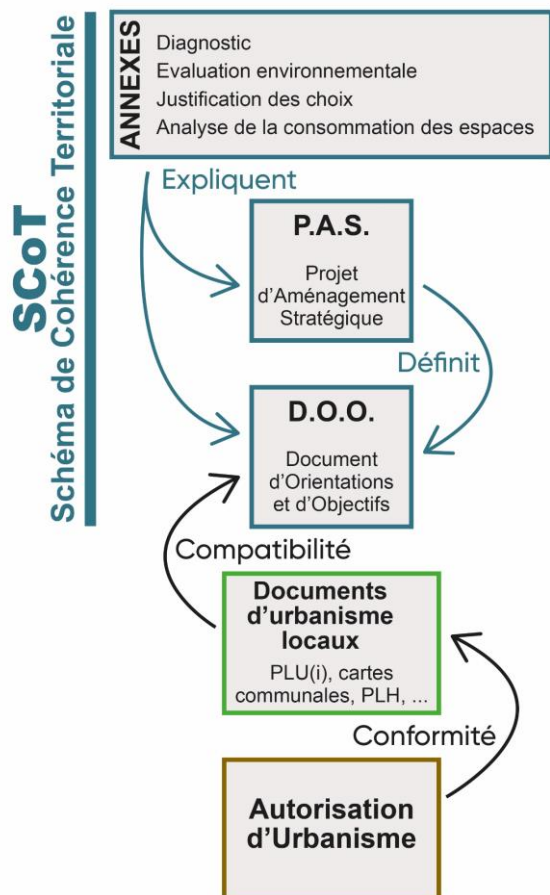 SCoT
Schéma de Cohérence Territoriale
ANNEXES
Diagnostic
Evaluation environnementale
Justification des choix
Analyse de la consommation des espaces
Expliquent
P.A.S.
Projet
d'Aménagement
Stratégique
Définit
D.O.O.
Document
d'Orientations
et d'Objectifs
Compatibilité
Documents
d'urbanisme
locaux
PLU(i), cartes
communales, PLH, ...
Conformité
Autorisation
d'Urbanisme